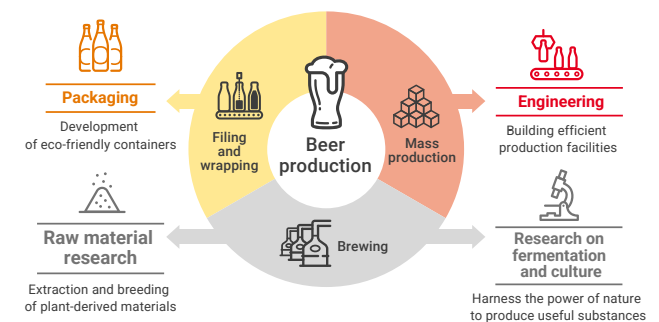 Packaging
Development
of eco-friendly containers
Filing
and
wrapping
Beer
production
Mass
production
Engineering
Building efficient
production facilities
Raw material
research
Extraction and breeding
of plant-derived materials
Brewing
Research on
fermentation
and culture
Harness the power of nature
to produce useful substances